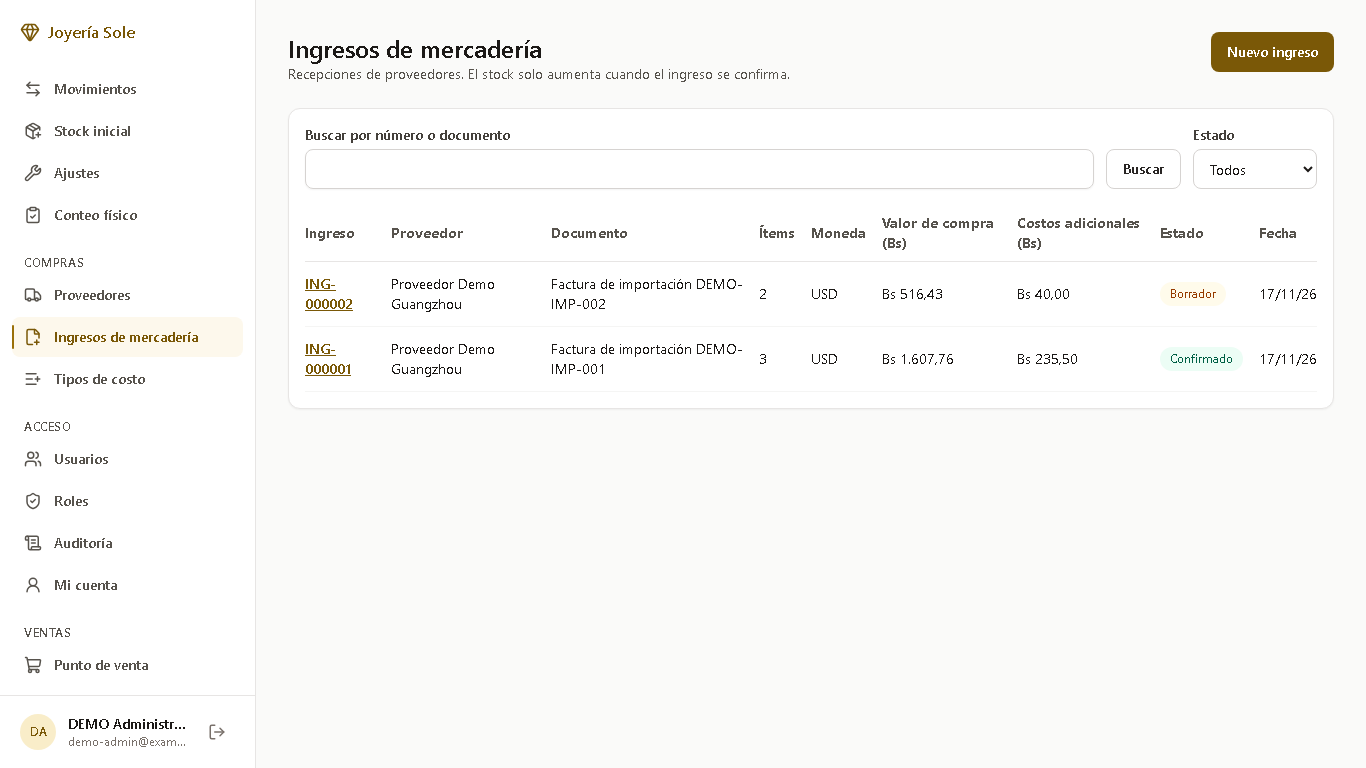 Joyería Sole
Movimientos
Stock inicial
Ajustes
Conteo físico
COMPRAS
Proveedores
Ingresos de mercadería
Tipos de costo
ACCESO
Usuarios
Roles
Auditoría
Mi cuenta
VENTAS
Punto de venta
DA
DEMO Administr...
demo-admin@exam...
Ingresos de mercadería
Recepciones de proveedores. El stock solo aumenta cuando el ingreso se confirma.
Nuevo ingreso
Buscar por número o documento
Buscar
Estado
Todos
Ingreso Proveedor Documento Ítems Moneda Valor de compra (Bs) Costos adicionales (Bs) Estado Fecha
ING-000002 Proveedor Demo Guangzhou Factura de importación DEMO-IMP-002 2 USD Bs 516,43 Bs 40,00 Borrador 17/11/26
ING-000001 Proveedor Demo Guangzhou Factura de importación DEMO-IMP-001 3 USD Bs 1.607,76 Bs 235,50 Confirmado 17/11/26